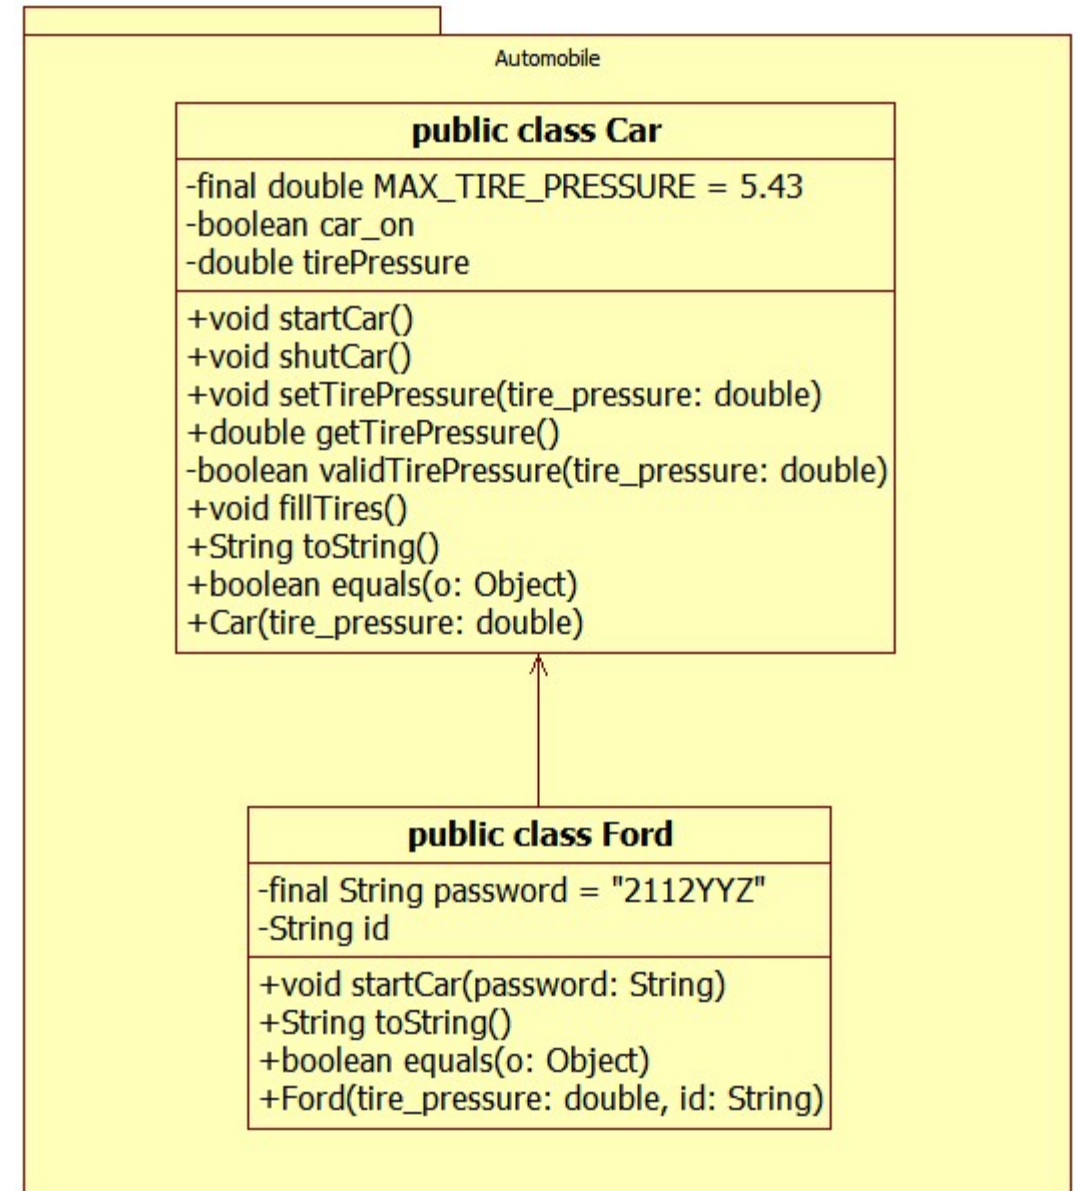 Automobile
public class Car
-final double MAX_TIRE_PRESSURE = 5.43
-boolean car_on
-double tirePressure
+void startCar()
+void shutCar()
+void setTirePressure(tire_pressure: double)
+double getTirePressure()
-boolean validTirePressure(tire_pressure: double)
+void fillTires()
+String toString()
+boolean equals(o: Object)
+Car(tire_pressure: double)
public class Ford
-final String password = "2112YYZ"
-String id
+void startCar(password: String)
+String toString()
+boolean equals(o: Object)
+Ford(tire_pressure: double, id: String)